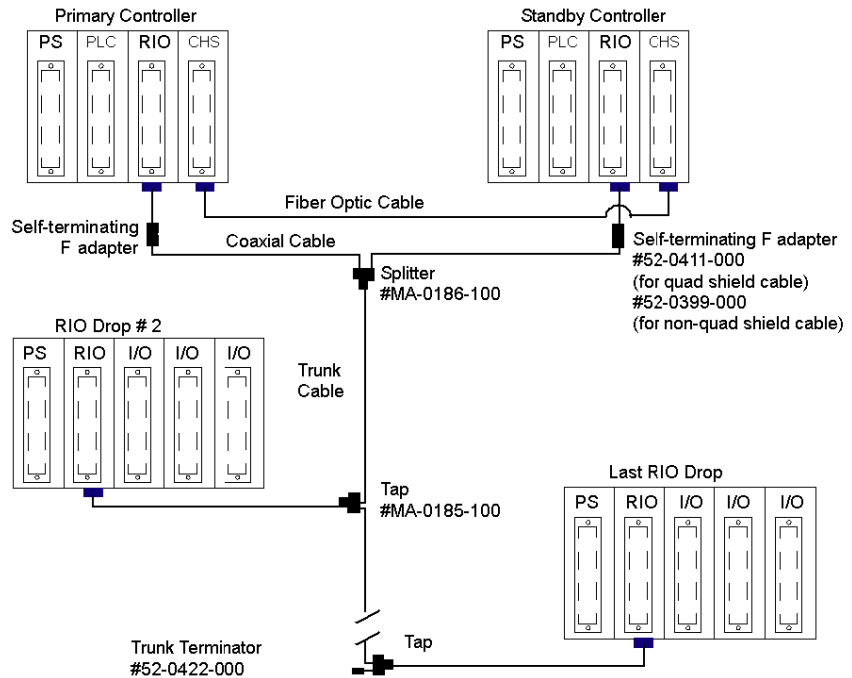 Primary Controller
Standby Controller
PS PLC RIO CHS
PS PLC RIO CHS
Fiber Optic Cable
Self-terminating
F adapter
Coaxial Cable
Self-terminating F adapter
#52-0411-000
(for quad shield cable)
#52-0399-000
(for non-quad shield cable)
Splitter
#MA-0186-100
RIO Drop # 2
PS RIO I/O I/O I/O
Trunk
Cable
Tap
#MA-0185-100
Last RIO Drop
PS RIO I/O I/O I/O
Trunk Terminator
#52-0422-000
Tap